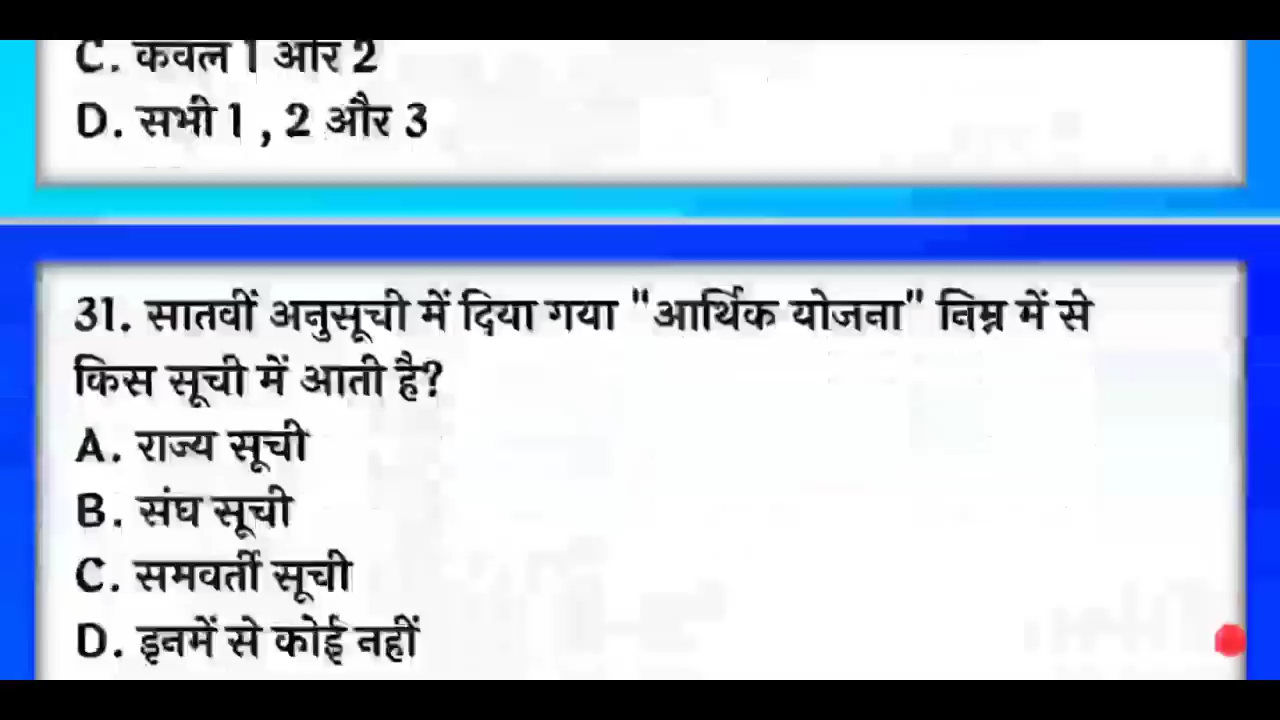 C. केवल 1 और 2
D. सभी 1 , 2 और 3
31. सातवीं अनुसूची में दिया गया "आर्थिक योजना" निम्न में से
किस सूची में आती है?
A. राज्य सूची
B. संघ सूची
C. समवर्ती सूची
D. इनमें से कोई नहीं